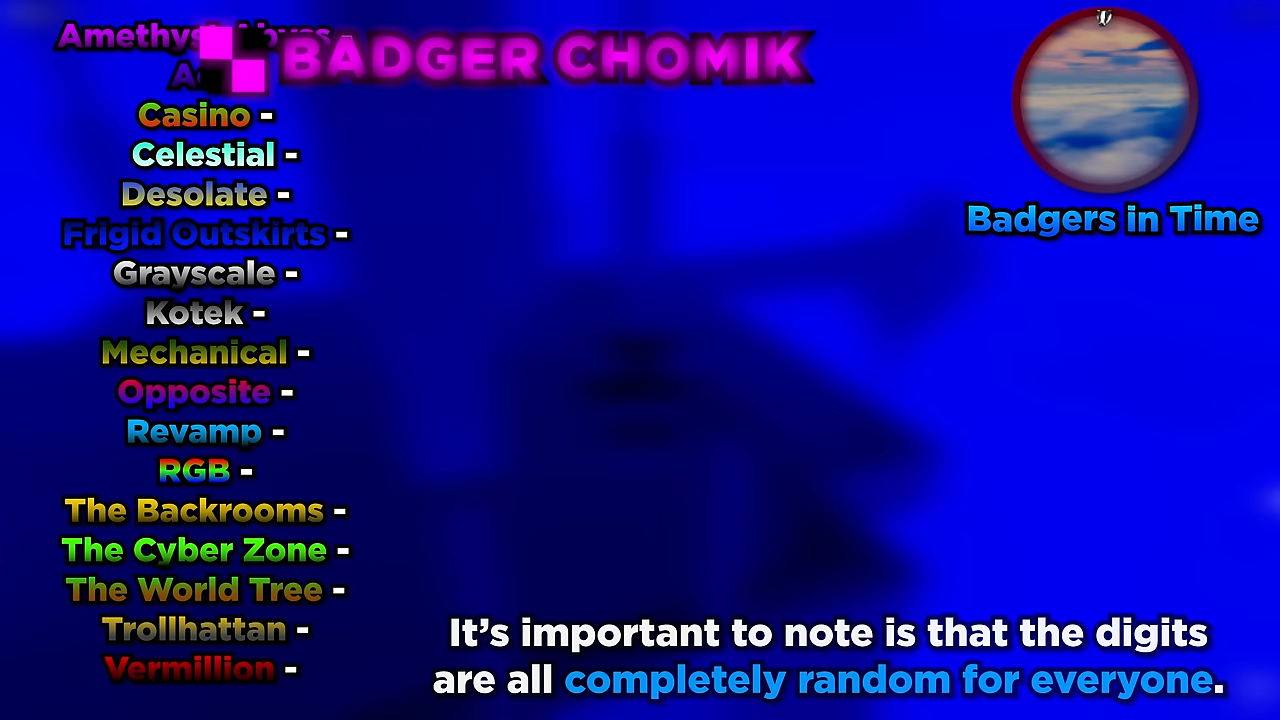 Amethyst Abyss -
BADGER CHOMIK
Casino -
Celestial -
Desolate -
Frigid Outskirts -
Grayscale -
Kotek -
Mechanical -
Opposite -
Revamp -
RGB -
The Backrooms -
The Cyber Zone -
The World Tree -
Trollhattan -
Vermillion -
Badgers in Time
It’s important to note is that the digits
are all completely random for everyone.